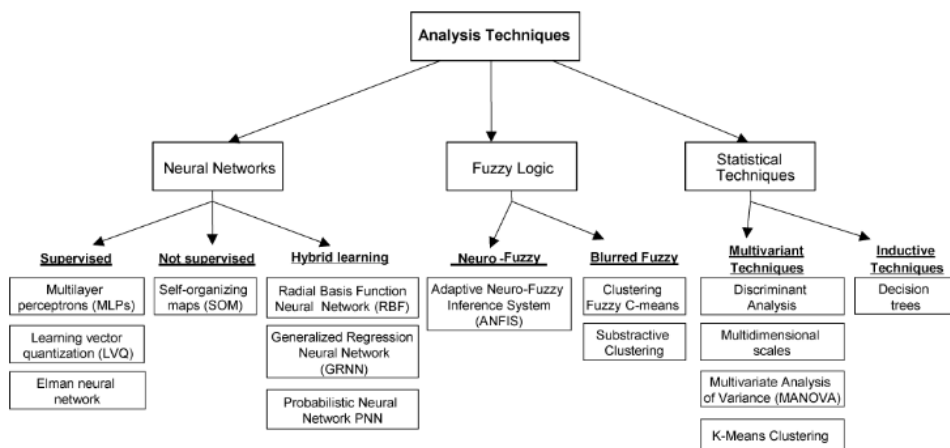 Analysis Techniques
Neural Networks
Fuzzy Logic
Statistical
Techniques
Supervised
Not supervised
Hybrid learning
Neuro -Fuzzy
Blurred Fuzzy
Multivariant
Techniques
Inductive
Techniques
Multilayer
perceptrons (MLPs)
Learning vector
quantization (LVQ)
Elman neural
network
Self-organizing
maps (SOM)
Radial Basis Function
Neural Network (RBF)
Generalized Regression
Neural Network
(GRNN)
Probabilistic Neural
Network PNN
Adaptive Neuro-Fuzzy
Inference System
(ANFIS)
Clustering
Fuzzy C-means
Substractive
Clustering
Discriminant
Analysis
Multidimensional
scales
Multivariate Analysis
of Variance (MANOVA)
K-Means Clustering
Decision
trees